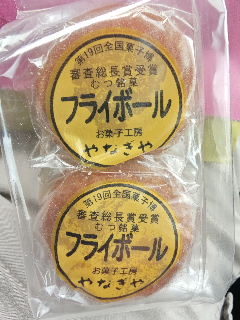 第19回全国菓子博
審査総長賞受賞
むつ銘菓
フライボール
お菓子工房
やなぎや
第19回全国菓子博
審査総長賞受賞
むつ銘菓
フライボール
お菓子工房
やなぎや